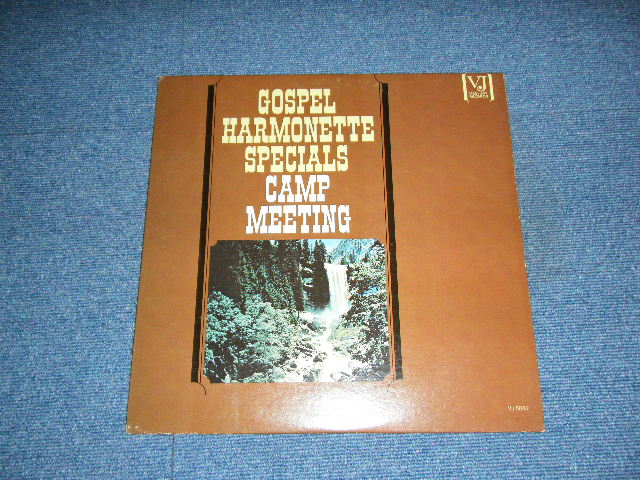 VJ
GOSPEL
HARMONETTE
SPECIALS
CAMP
MEETING